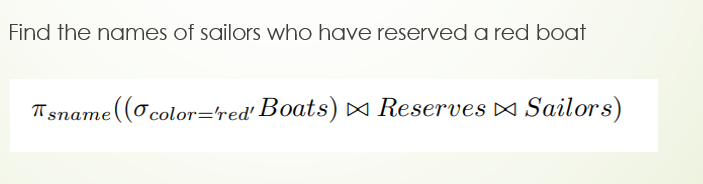 Find the names of sailors who have reserved a red boat
πsname((σcolor='red' Boats) ⋈ Reserves ⋈ Sailors)